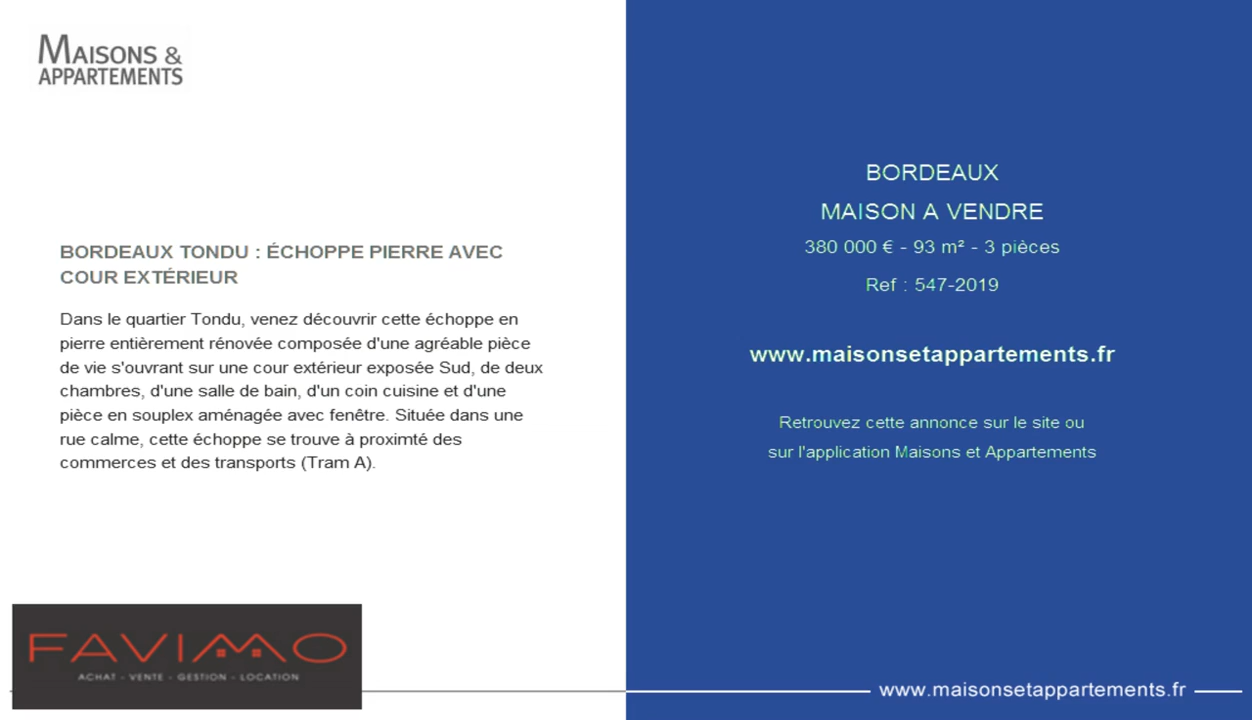 MAISONS &
APPARTEMENTS
BORDEAUX TONDU : ÉCHOPPE PIERRE AVEC
COUR EXTÉRIEUR
Dans le quartier Tondu, venez découvrir cette échoppe en
pierre entièrement rénovée composée d'une agréable pièce
de vie s'ouvrant sur une cour extérieur exposée Sud, de deux
chambres, d'une salle de bain, d'un coin cuisine et d'une
pièce en souplex aménagée avec fenêtre. Située dans une
rue calme, cette échoppe se trouve à proximté des
commerces et des transports (Tram A).
FAVIMO
ACHAT - VENTE - GESTION - LOCATION
BORDEAUX
MAISON A VENDRE
380 000 € - 93 m² - 3 pièces
Ref : 547-2019
www.maisonsetappartements.fr
Retrouvez cette annonce sur le site ou
sur l'application Maisons et Appartements
www.maisonsetappartements.fr